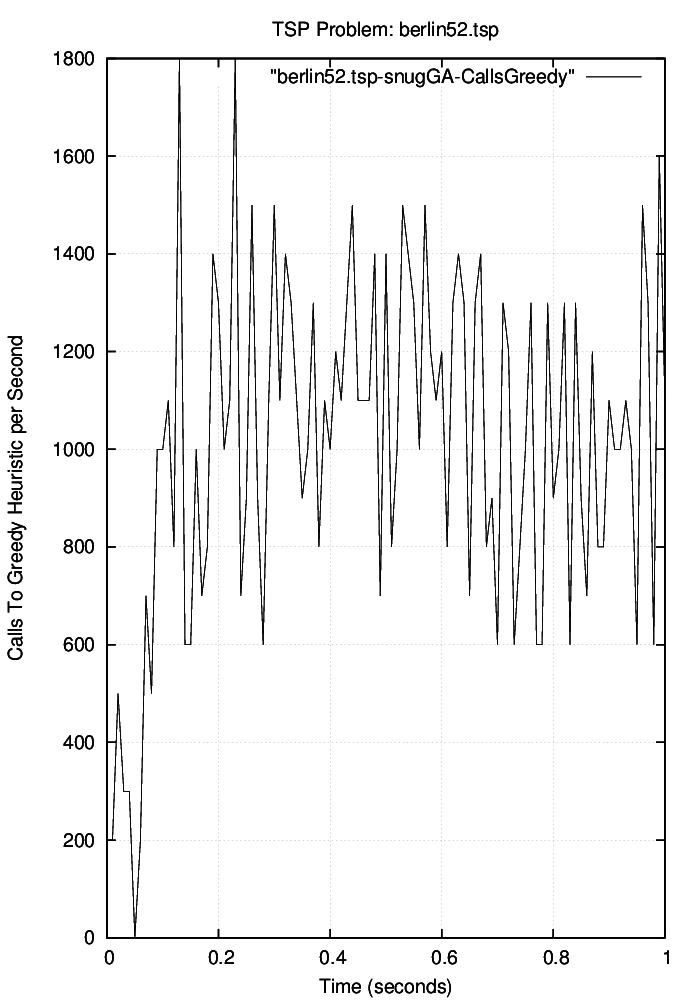 TSP Problem: berlin52.tsp
"berlin52.tsp-snugGA-CallsGreedy"
1800
1600
1400
1200
1000
800
600
400
200
0
Calls To Greedy Heuristic per Second
0 0.2 0.4 0.6 0.8 1
Time (seconds)